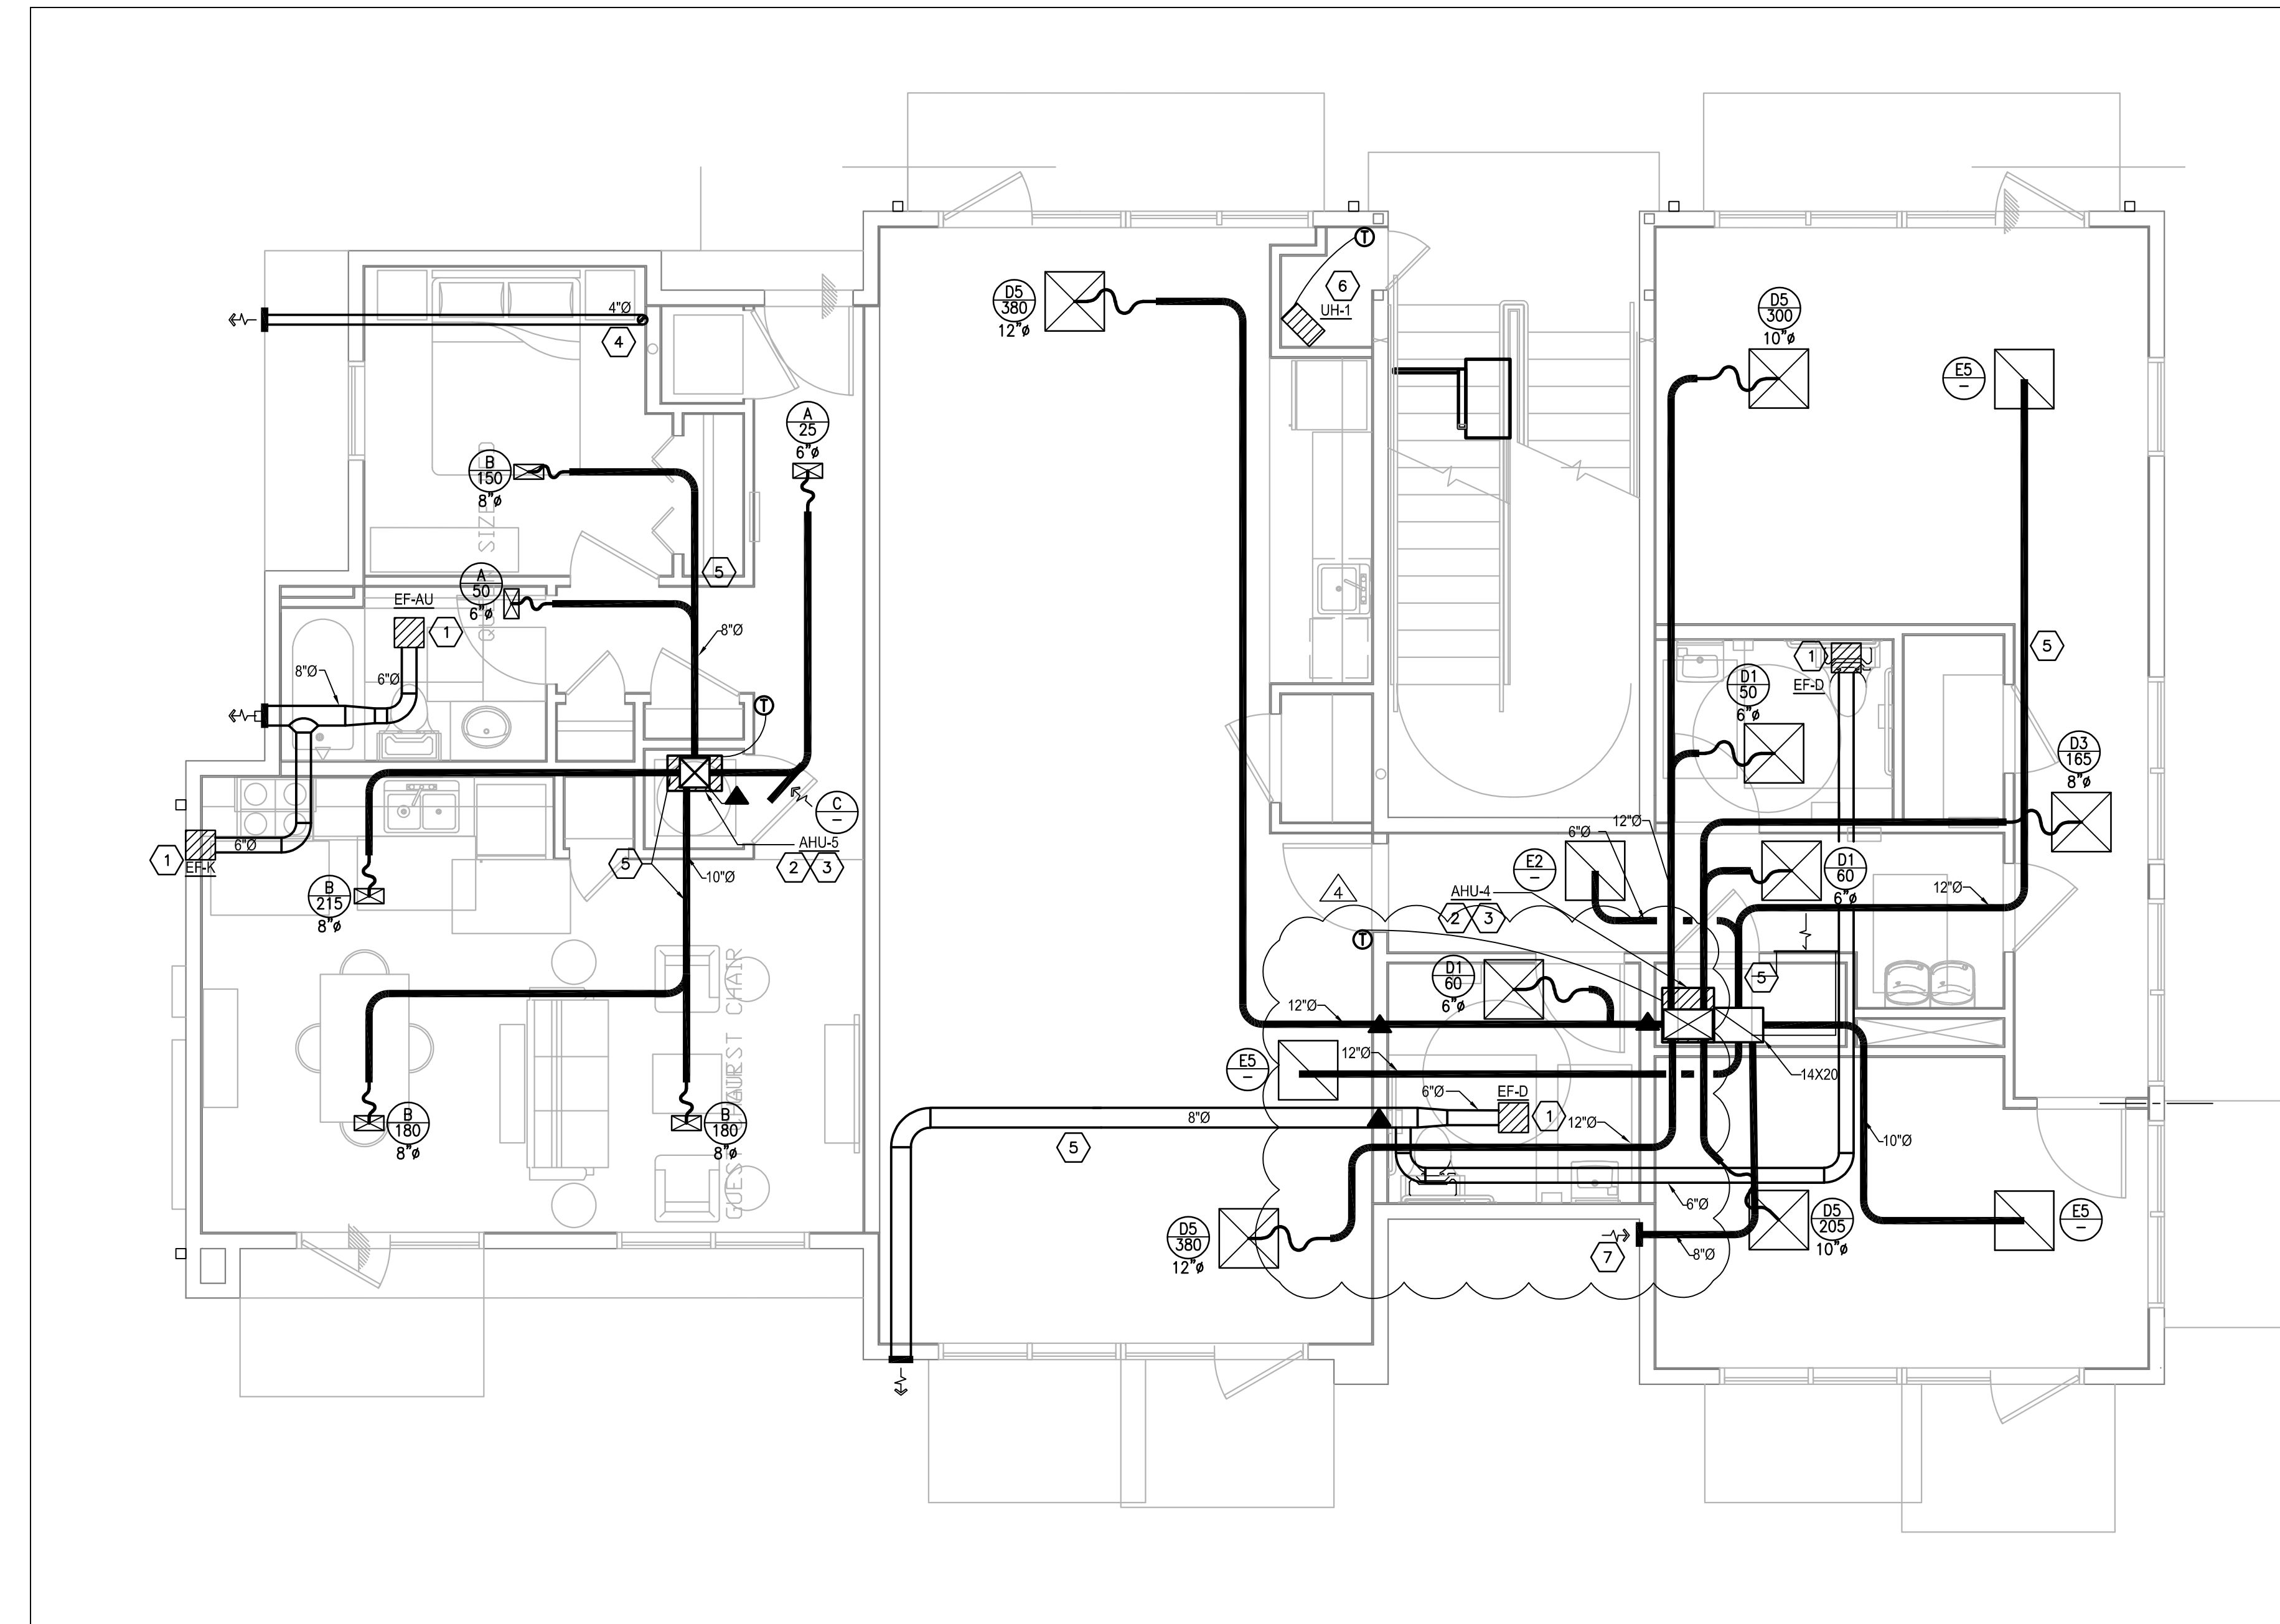 4"Ø
4
D5
380
12"ø
T
6
UH-1
D5
300
10"ø
E5
–
A
25
6"ø
B
150
8"ø
5
A
50
6"ø
EF-AU
1
8"Ø
6"Ø
8"Ø
T
1
EF-D
D1
50
6"ø
5
D3
165
8"ø
C
–
AHU-5
2
3
5
10"Ø
6"Ø
1
EF-K
B
215
8"ø
6"Ø
12"Ø
E2
–
D1
60
6"ø
12"Ø
4
AHU-4
2
3
T
D1
60
6"ø
5
12"Ø
E5
–
12"Ø
14X20
GUEST CHAIR
B
180
8"ø
B
180
8"ø
6"Ø
EF-D
1
8"Ø
12"Ø
5
10"Ø
6"Ø
D5
380
12"ø
7
8"Ø
D5
205
10"ø
E5
–